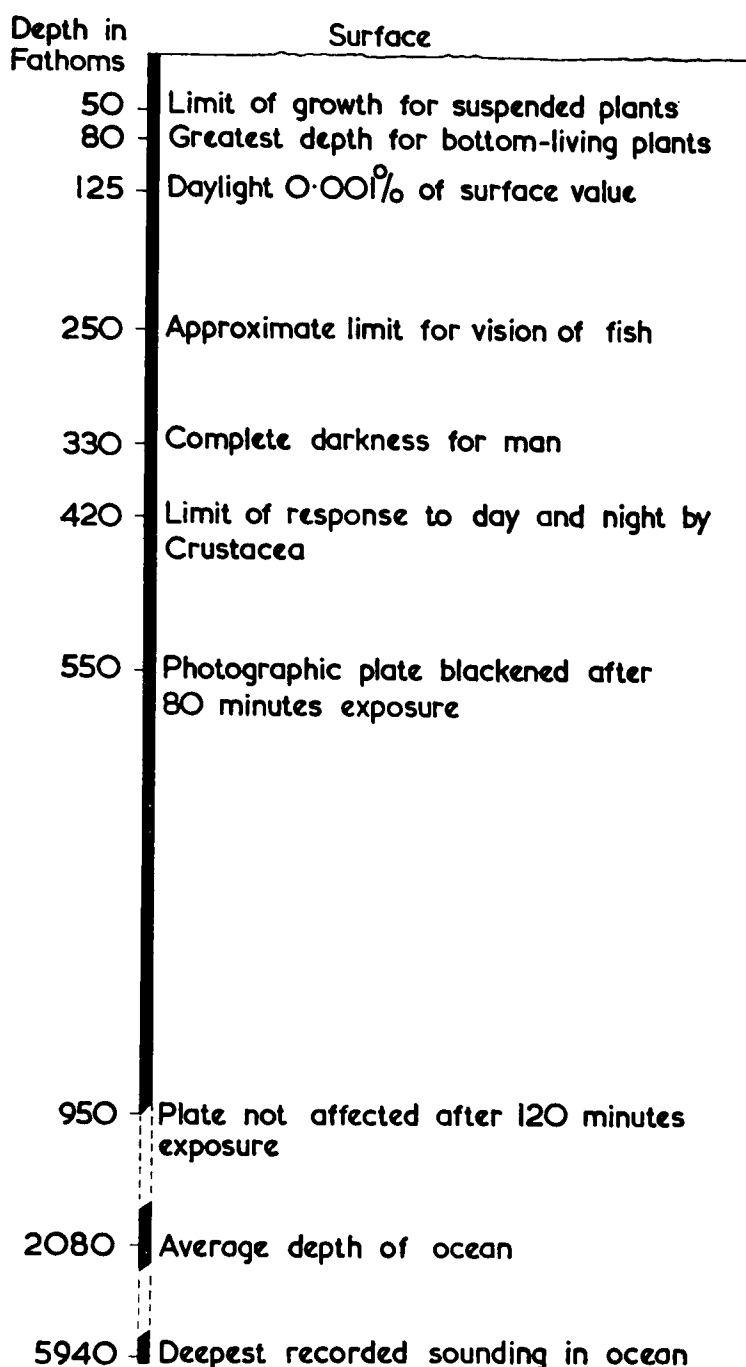 Depth in
Fathoms
Surface
50 Limit of growth for suspended plants
80 Greatest depth for bottom-living plants
125 Daylight 0·001% of surface value
250 Approximate limit for vision of fish
330 Complete darkness for man
420 Limit of response to day and night by
Crustacea
550 Photographic plate blackened after
80 minutes exposure
950 Plate not affected after 120 minutes
exposure
2080 Average depth of ocean
5940 Deepest recorded sounding in ocean